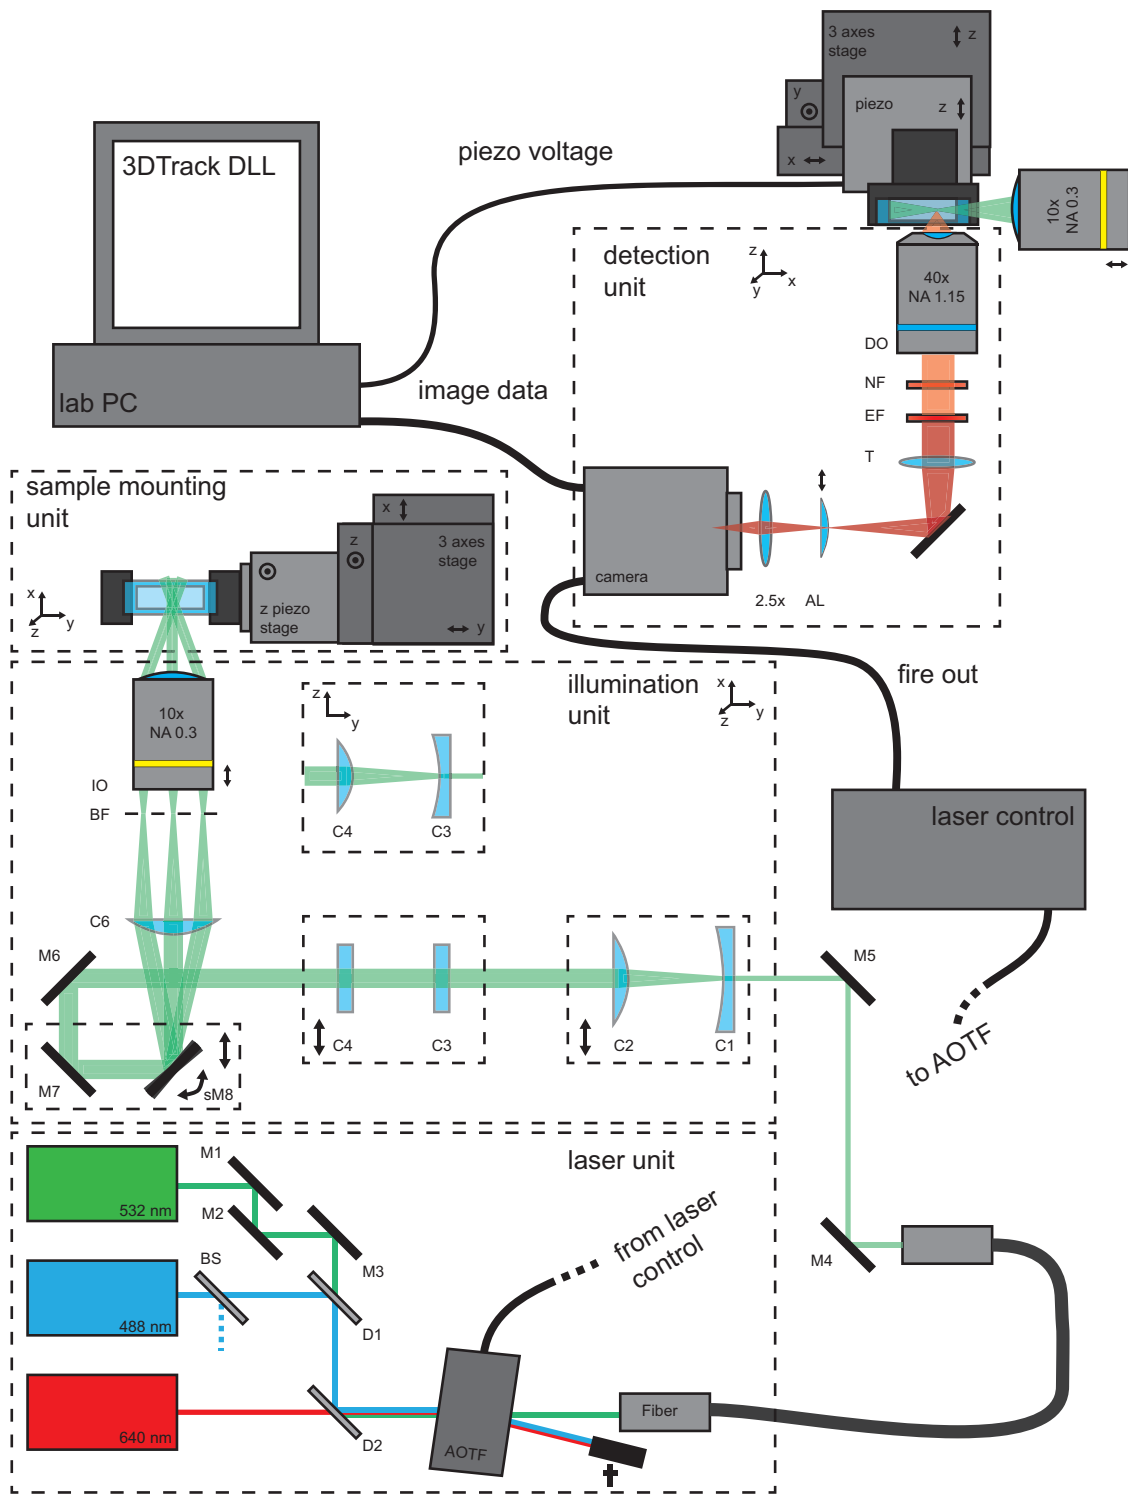 3 axes
stage
z
y
piezo
z
x
10x
NA 0.3
piezo voltage
3DTrack DLL
detection
unit
z
y
x
40x
NA 1.15
DO
NF
EF
T
image data
lab PC
camera
2.5x
AL
sample mounting
unit
x
z
3 axes
stage
z piezo
stage
y
x
z
y
fire out
illumination
unit
x
z
y
10x
NA 0.3
IO
BF
z
y
C4
C3
laser control
C6
M6
M5
M7
sM8
C4
C3
C2
C1
to AOTF
laser unit
M1
532 nm
M2
M3
from laser
control
M4
BS
488 nm
D1
640 nm
D2
AOTF
Fiber